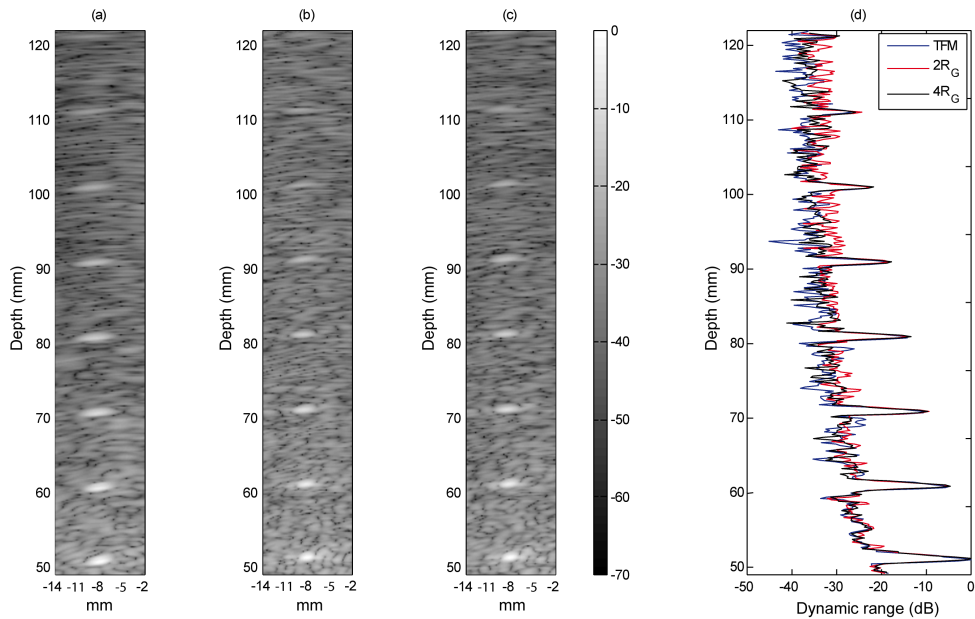 (a)
(b)
(c)
(d)
120
110
100
90
80
70
60
50
Depth (mm)
-14 -11 -8 -5 -2
mm
120
110
100
90
80
70
60
50
Depth (mm)
-14 -11 -8 -5 -2
mm
120
110
100
90
80
70
60
50
Depth (mm)
-14 -11 -8 -5 -2
mm
0
-10
-20
-30
-40
-50
-60
-70
TFM
2R_G
4R_G
120
110
100
90
80
70
60
50
Depth (mm)
-50 -40 -30 -20 -10 0
Dynamic range (dB)